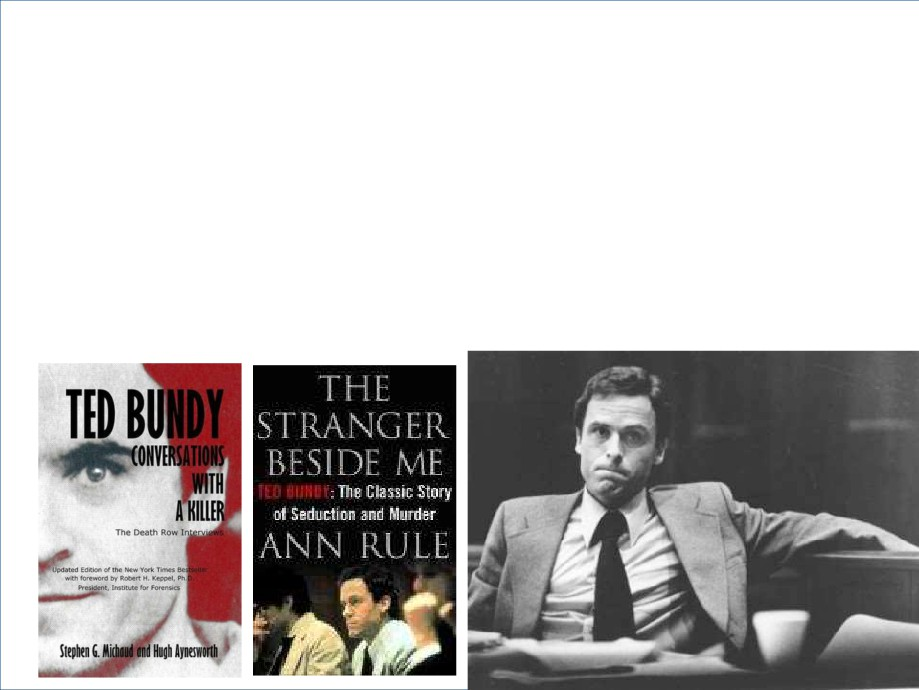 TED BUNDY
CONVERSATIONS
WITH
A KILLER
The Death Row Interviews
Updated Edition of the New York Times Bestseller
with foreword by Robert H. Keppel, Ph.D.
President, Institute for Forensics
Stephen G. Michaud and Hugh Aynesworth
THE
STRANGER
BESIDE ME
TED BUNDY: The Classic Story
of Seduction and Murder
ANN RULE